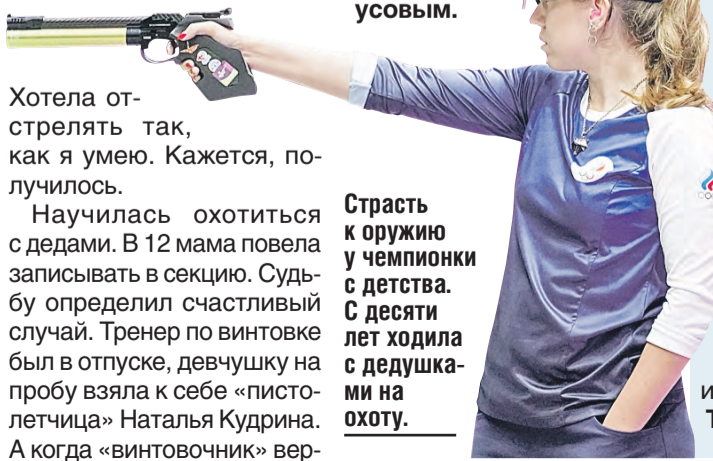 усовым.
Хотела от-
стрелять так,
как я умею. Кажется, по-
лучилось.
Научилась охотиться
с дедами. В 12 мама повела
записывать в секцию. Судь-
бу определил счастливый
случай. Тренер по винтовке
был в отпуске, девчушку на
пробу взяла к себе «писто-
летчица» Наталья Кудрина.
А когда «винтовочник» вер-
Страсть
к оружию
у чемпионки
с детства.
С десяти
лет ходила
с дедушка-
ми на
охоту.